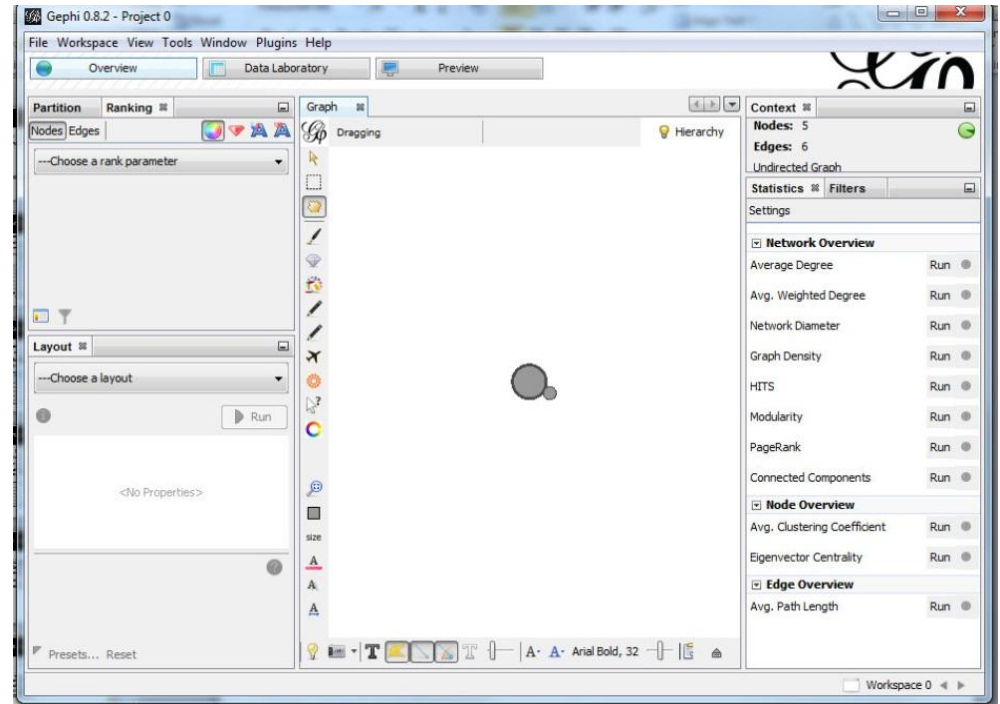 Gephi 0.8.2 - Project 0
File Workspace View Tools Window Plugins Help
Overview Data Laboratory Preview
Partition Ranking
Nodes Edges
---Choose a rank parameter
Layout
---Choose a layout
Run
<No Properties>
Presets... Reset
Graph
Dragging Hierarchy
size
A
A
A
T T A- A- Arial Bold, 32
Context
Nodes: 5
Edges: 6
Undirected Graph
Statistics Filters
Settings
Network Overview
Average Degree Run
Avg. Weighted Degree Run
Network Diameter Run
Graph Density Run
HITS Run
Modularity Run
PageRank Run
Connected Components Run
Node Overview
Avg. Clustering Coefficient Run
Eigenvector Centrality Run
Edge Overview
Avg. Path Length Run
Workspace 0